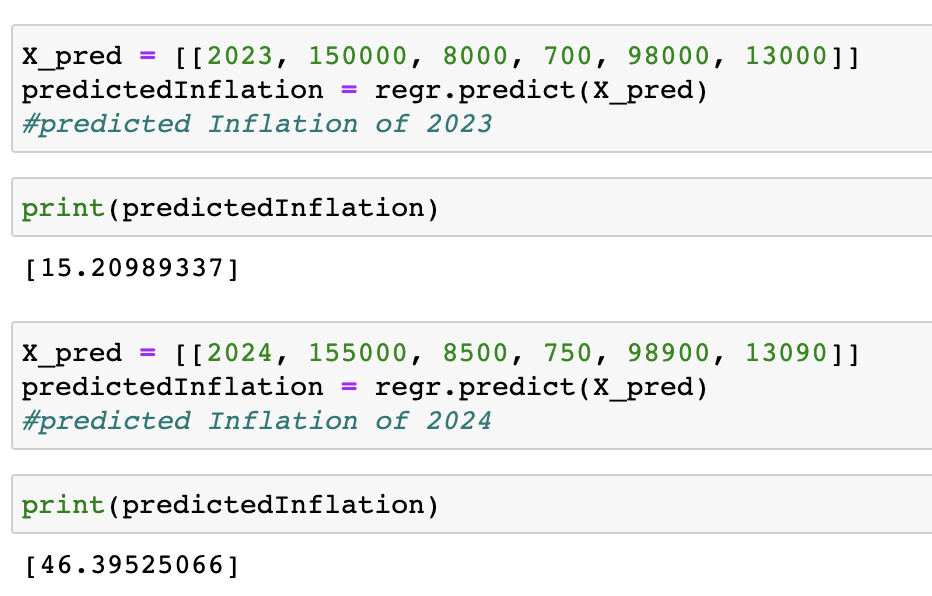 X_pred = [[2023, 150000, 8000, 700, 98000, 13000]]
predictedInflation = regr.predict(X_pred)
#predicted Inflation of 2023
print(predictedInflation)
[15.20989337]
X_pred = [[2024, 155000, 8500, 750, 98900, 13090]]
predictedInflation = regr.predict(X_pred)
#predicted Inflation of 2024
print(predictedInflation)
[46.39525066]